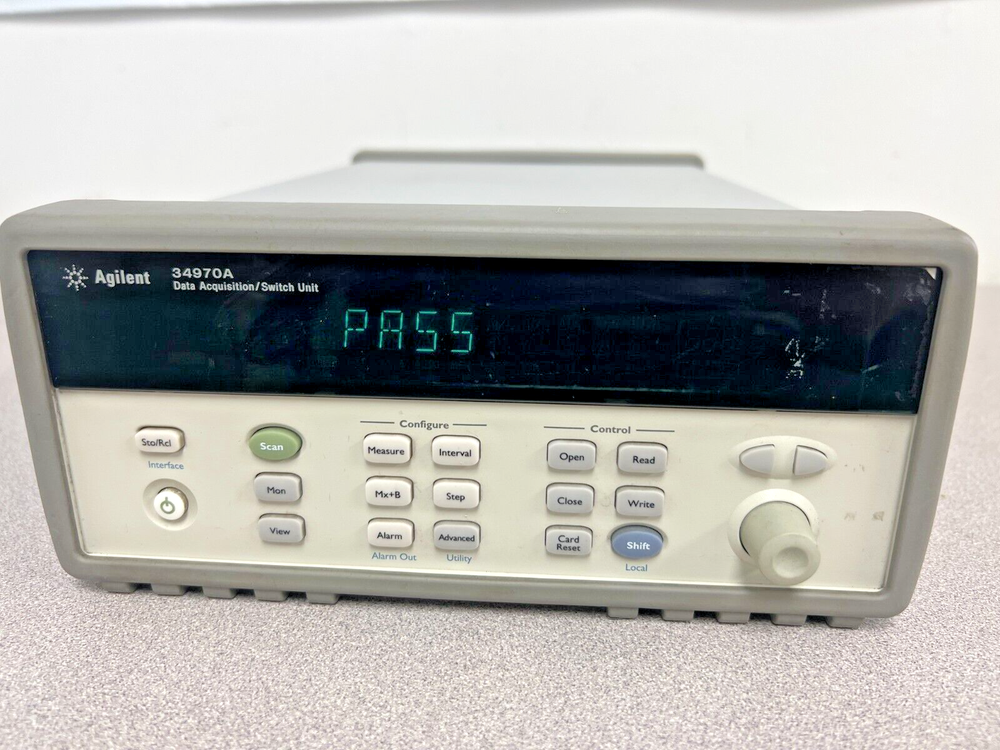 Agilent 34970A
Data Acquisition/Switch Unit
PASS
Configure
Control
Sto/Rcl Scan Measure Interval Open Read
Interface
Mon Mx+B Step Close Write
View Alarm Advanced Card Reset Shift
Alarm Out Utility Local